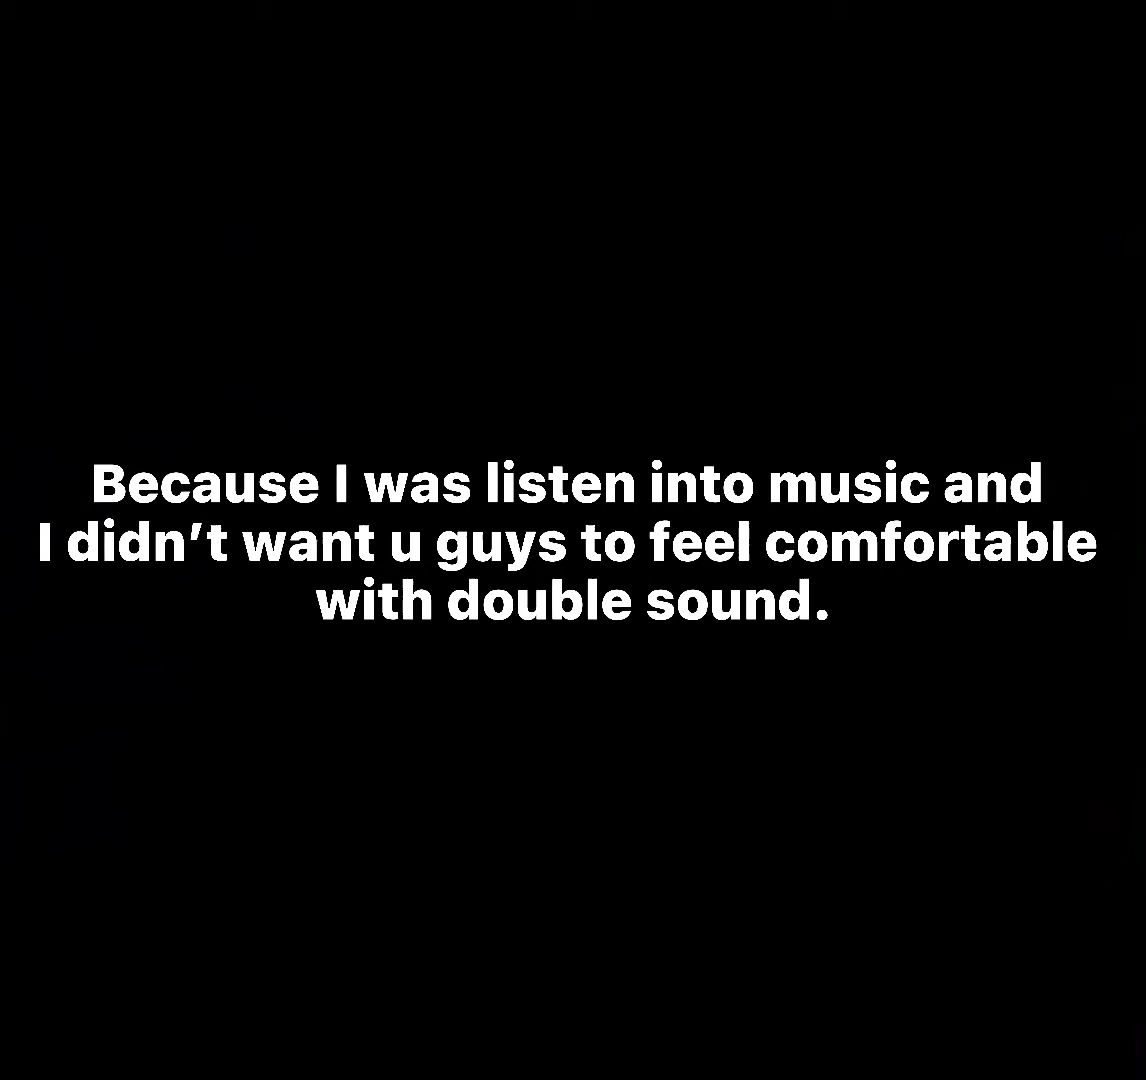 Because I was listen into music and
I didn’t want u guys to feel comfortable
with double sound.